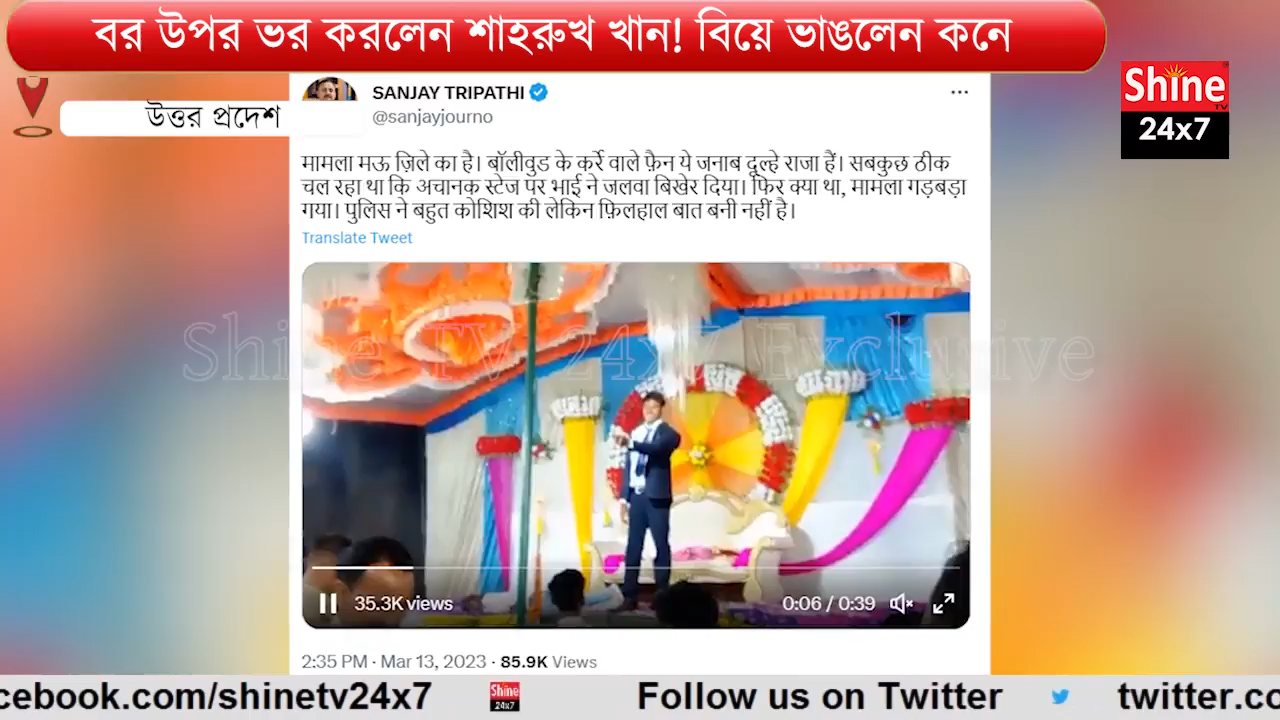 বর উপর ভর করলেন শাহরুখ খান! বিয়ে ভাঙলেন কনে
উত্তর প্রদেশ
Shine
TV
24x7
SANJAY TRIPATHI
@sanjayjourno
मामला मऊ ज़िले का है। बॉलीवुड के कर्रे वाले फ़ैन ये जनाब दूल्हे राजा हैं। सबकुछ ठीक
चल रहा था कि अचानक स्टेज पर भाई ने जलवा बिखेर दिया। फिर क्या था, मामला गड़बड़ा
गया। पुलिस ने बहुत कोशिश की लेकिन फ़िलहाल बात बनी नहीं है।
Translate Tweet
Shine TV 24x7 Exclusive
35.3K views
0:06 / 0:39
2:35 PM · Mar 13, 2023 · 85.9K Views
cebook.com/shinetv24x7 Shine 24x7 Follow us on Twitter twitter.co